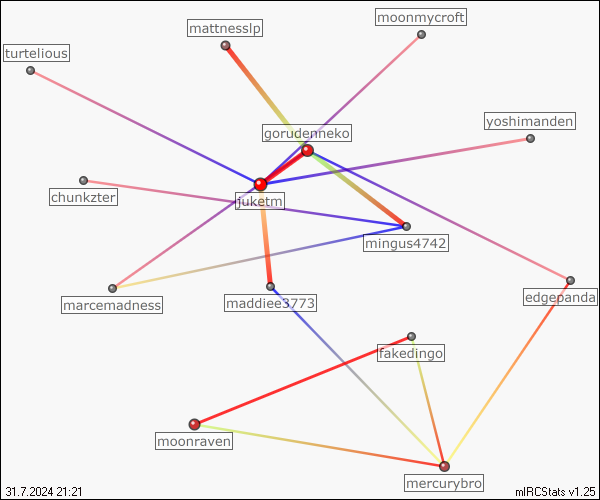 moonmycroft
mattnesslp
turtelious
yoshimanden
gorudenneko
chunkzter
juketm
mingus4742
marcemadness
maddiee3773
edgepanda
fakedingo
moonraven
mercurybro
31.7.2024 21:21
mIRCStats v1.25